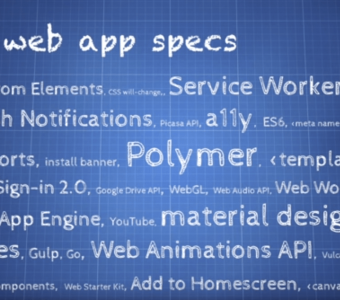 web app specs
om Elements, CSS will-change,, Service Worker
h Notifications, Picasa API, a11y, ES6, <meta name
orts, install banner, Polymer, <templa
Sign-in 2.0, Google Drive API, WebGL, Web Audio API, Web Wo
App Engine, YouTube, material desig
es, Gulp, Go, Web Animations API, Vulc
omponents, Web Starter Kit, Add to Homescreen, <canva